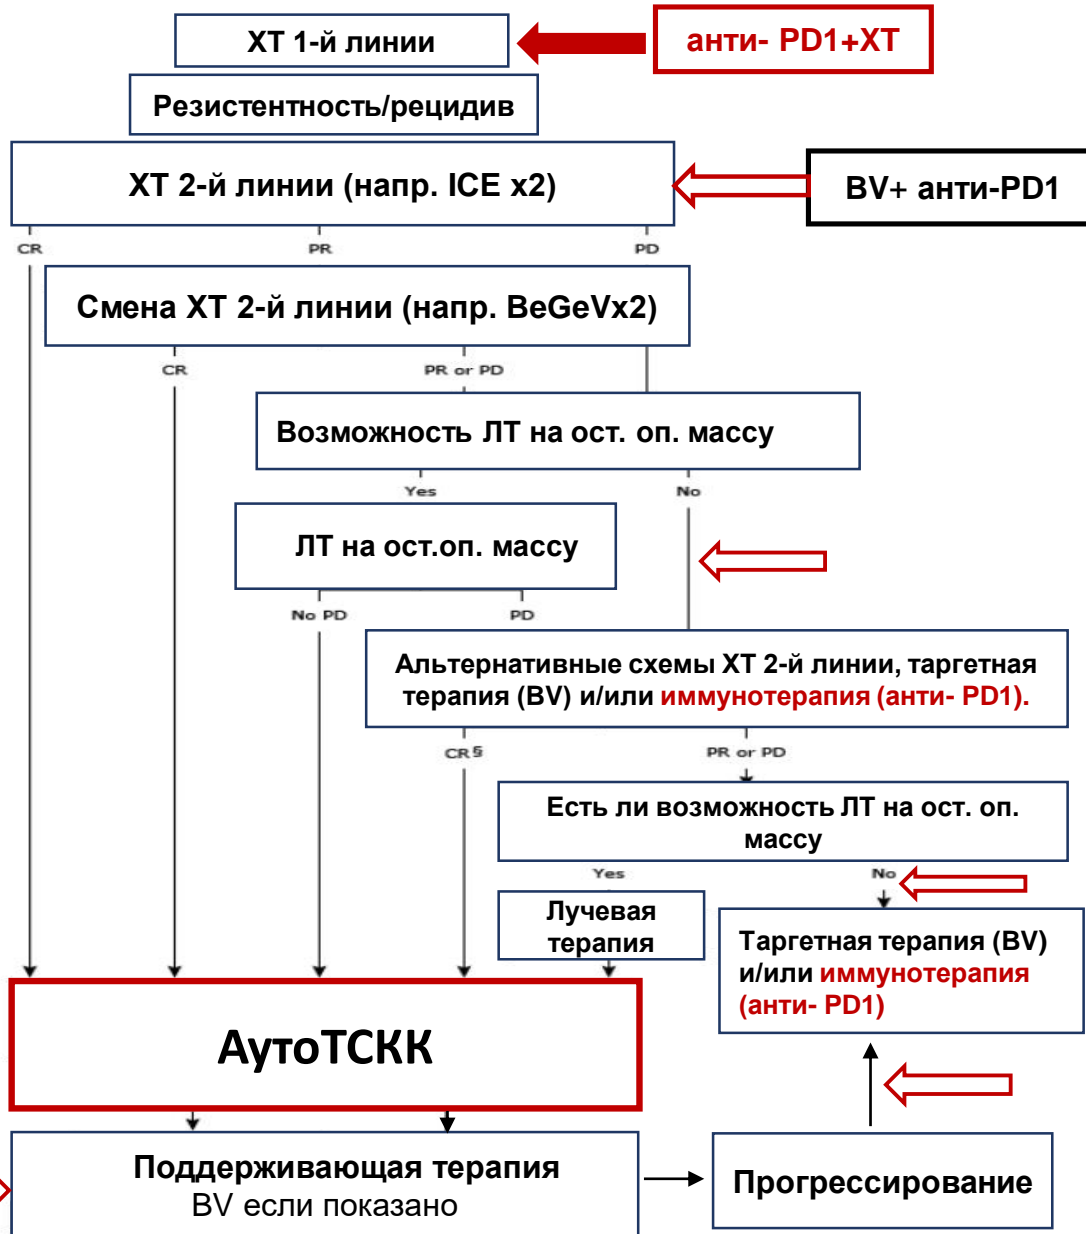 ХТ 1-й линии
анти- PD1+ХТ
Резистентность/рецидив
ХТ 2-й линии (напр. ICE x2)
BV+ анти-PD1
CR
PR
PD
Смена ХТ 2-й линии (напр. BeGeVx2)
CR
PR or PD
Возможность ЛТ на ост. оп. массу
Yes
No
ЛТ на ост.оп. массу
No PD
PD
Альтернативные схемы ХТ 2-й линии, таргетная
терапия (BV) и/или иммунотерапия (анти- PD1).
CR§
PR or PD
Есть ли возможность ЛТ на ост. оп.
массу
Yes
No
Лучевая
терапия
Таргетная терапия (BV)
и/или иммунотерапия
(анти- PD1)
АутоТСКК
Поддерживающая терапия
BV если показано
Прогрессирование